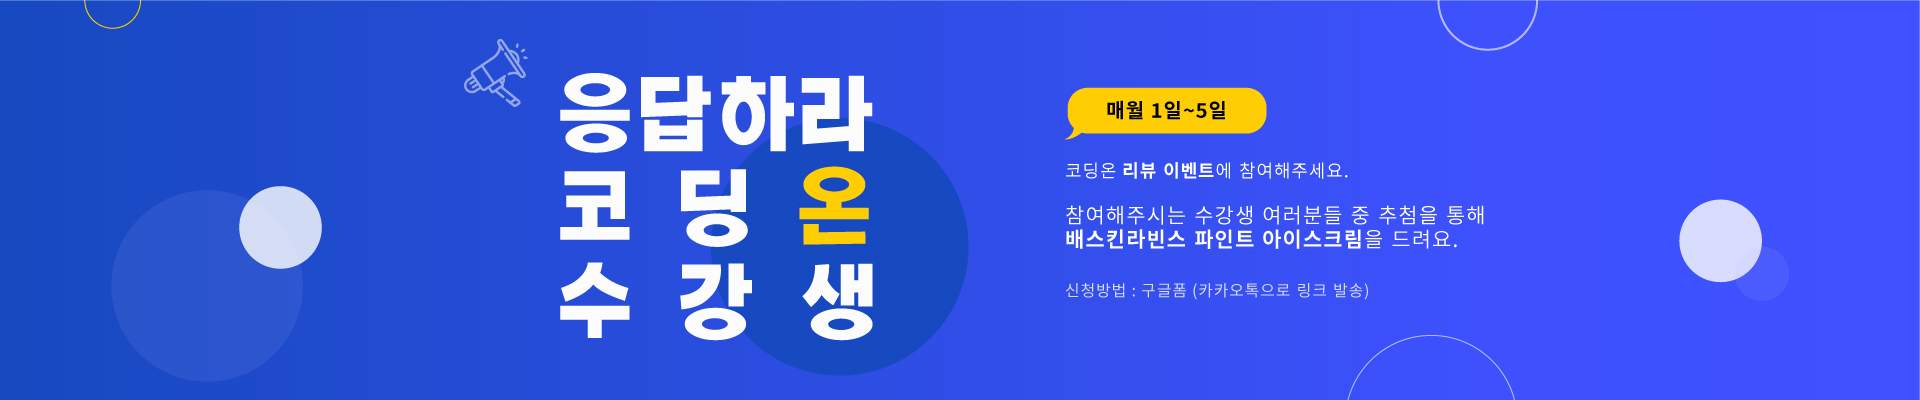 응답하라
코딩온
수강생
매월 1일~5일
코딩온 리뷰 이벤트에 참여해주세요.
참여해주시는 수강생 여러분들 중 추첨을 통해
배스킨라빈스 파인트 아이스크림을 드려요.
신청방법 : 구글폼 (카카오톡으로 링크 발송)